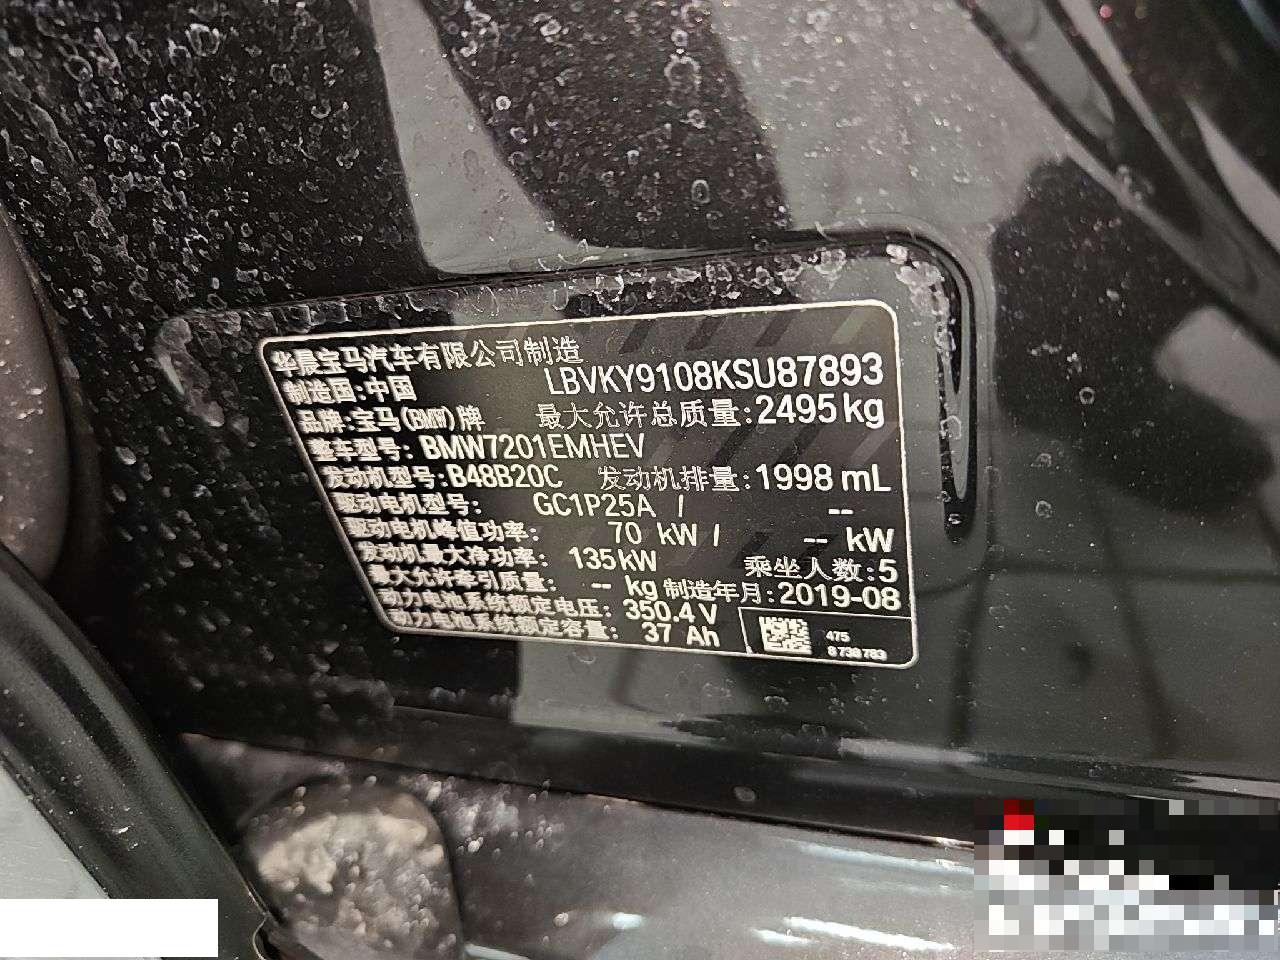 华晨宝马汽车有限公司制造
制造国:中国 LBVKY9108KSU87893
品牌:宝马(BMW)牌 最大允许总质量:2495kg
整车型号:BMW7201EMHEV
发动机型号:B48B20C 发动机排量:1998 mL
驱动电机型号: GC1P25A / --
驱动电机峰值功率: 70 kW / -- kW
发动机最大净功率: 135kW 乘坐人数:5
最大允许牵引质量: -- kg 制造年月:2019-08
动力电池系统额定电压: 350.4V
动力电池系统额定容量: 37 Ah
475
8738783